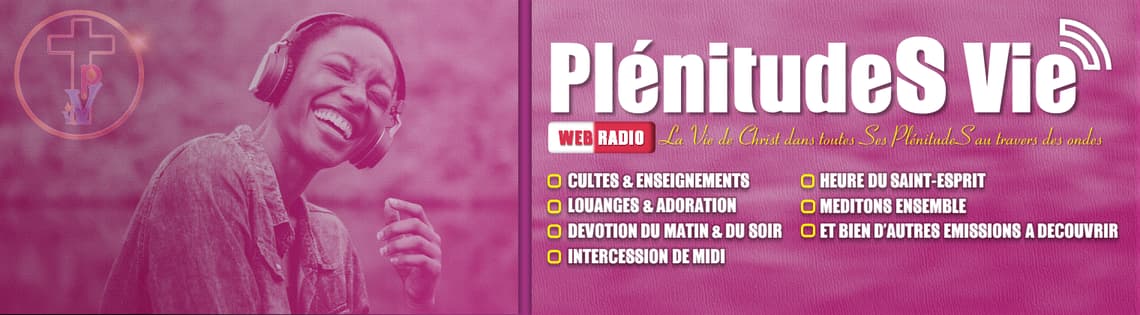 PlénitudeS Vie
WEB RADIO
La Vie de Christ dans toutes Ses PlénitudeS au travers des ondes
CULTES & ENSEIGNEMENTS
LOUANGES & ADORATION
DEVOTION DU MATIN & DU SOIR
INTERCESSION DE MIDI
HEURE DU SAINT-ESPRIT
MEDITONS ENSEMBLE
ET BIEN D'AUTRES EMISSIONS A DECOUVRIR
P
V